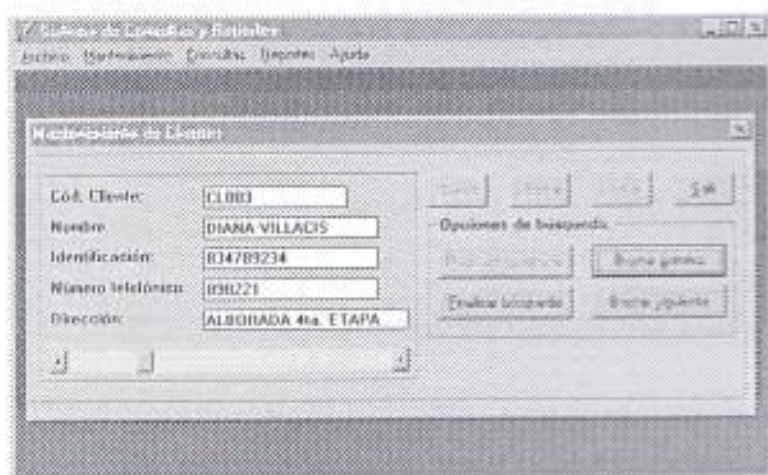 Sistema de Consultas y Reportes
Archivo Mantenimiento Consultas Reportes Ayuda
Mantenimiento de Clientes
Cód. Cliente: CL003
Nombre: DIANA VILLACIS
Identificación: 834789234
Número telefónico: 898221
Dirección: ALBORADA 4ta. ETAPA
Salir
Opciones de búsqueda
Buscar primero
Finalizar búsqueda
Buscar siguiente